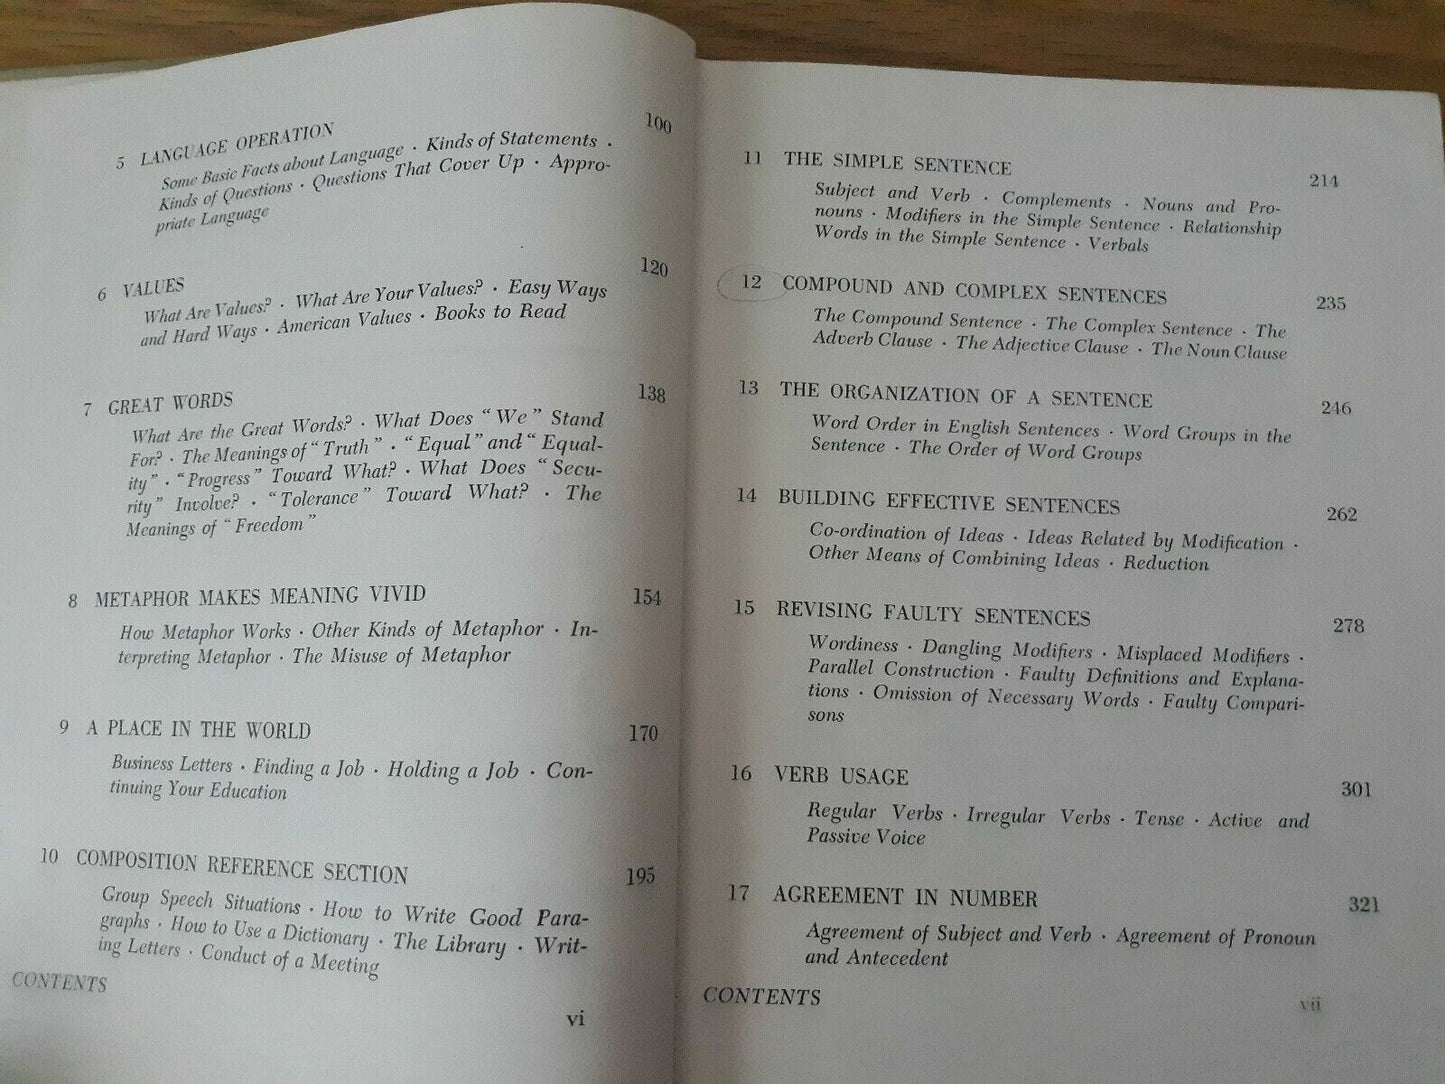 5 LANGUAGE OPERATION 100
Some Basic Facts about Language · Kinds of Statements ·
Kinds of Questions · Questions That Cover Up · Appro-
priate Language
6 VALUES 120
What Are Values? · What Are Your Values? · Easy Ways
and Hard Ways · American Values · Books to Read
7 GREAT WORDS 138
What Are the Great Words? · What Does "We" Stand
For? · The Meanings of "Truth" · "Equal" and "Equal-
ity" · "Progress" Toward What? · What Does "Secu-
rity" Involve? · "Tolerance" Toward What? · The
Meanings of "Freedom"
8 METAPHOR MAKES MEANING VIVID 154
How Metaphor Works · Other Kinds of Metaphor · In-
terpreting Metaphor · The Misuse of Metaphor
9 A PLACE IN THE WORLD 170
Business Letters · Finding a Job · Holding a Job · Con-
tinuing Your Education
10 COMPOSITION REFERENCE SECTION 195
Group Speech Situations · How to Write Good Para-
graphs · How to Use a Dictionary · The Library · Writ-
ing Letters · Conduct of a Meeting
CONTENTS
vi
11 THE SIMPLE SENTENCE 214
Subject and Verb · Complements · Nouns and Pro-
nouns · Modifiers in the Simple Sentence · Relationship
Words in the Simple Sentence · Verbals
12 COMPOUND AND COMPLEX SENTENCES 235
The Compound Sentence · The Complex Sentence · The
Adverb Clause · The Adjective Clause · The Noun Clause
13 THE ORGANIZATION OF A SENTENCE 246
Word Order in English Sentences · Word Groups in the
Sentence · The Order of Word Groups
14 BUILDING EFFECTIVE SENTENCES 262
Co-ordination of Ideas · Ideas Related by Modification ·
Other Means of Combining Ideas · Reduction
15 REVISING FAULTY SENTENCES 278
Wordiness · Dangling Modifiers · Misplaced Modifiers ·
Parallel Construction · Faulty Definitions and Explana-
tions · Omission of Necessary Words · Faulty Compari-
sons
16 VERB USAGE 301
Regular Verbs · Irregular Verbs · Tense · Active and
Passive Voice
17 AGREEMENT IN NUMBER 321
Agreement of Subject and Verb · Agreement of Pronoun
and Antecedent
CONTENTS vii